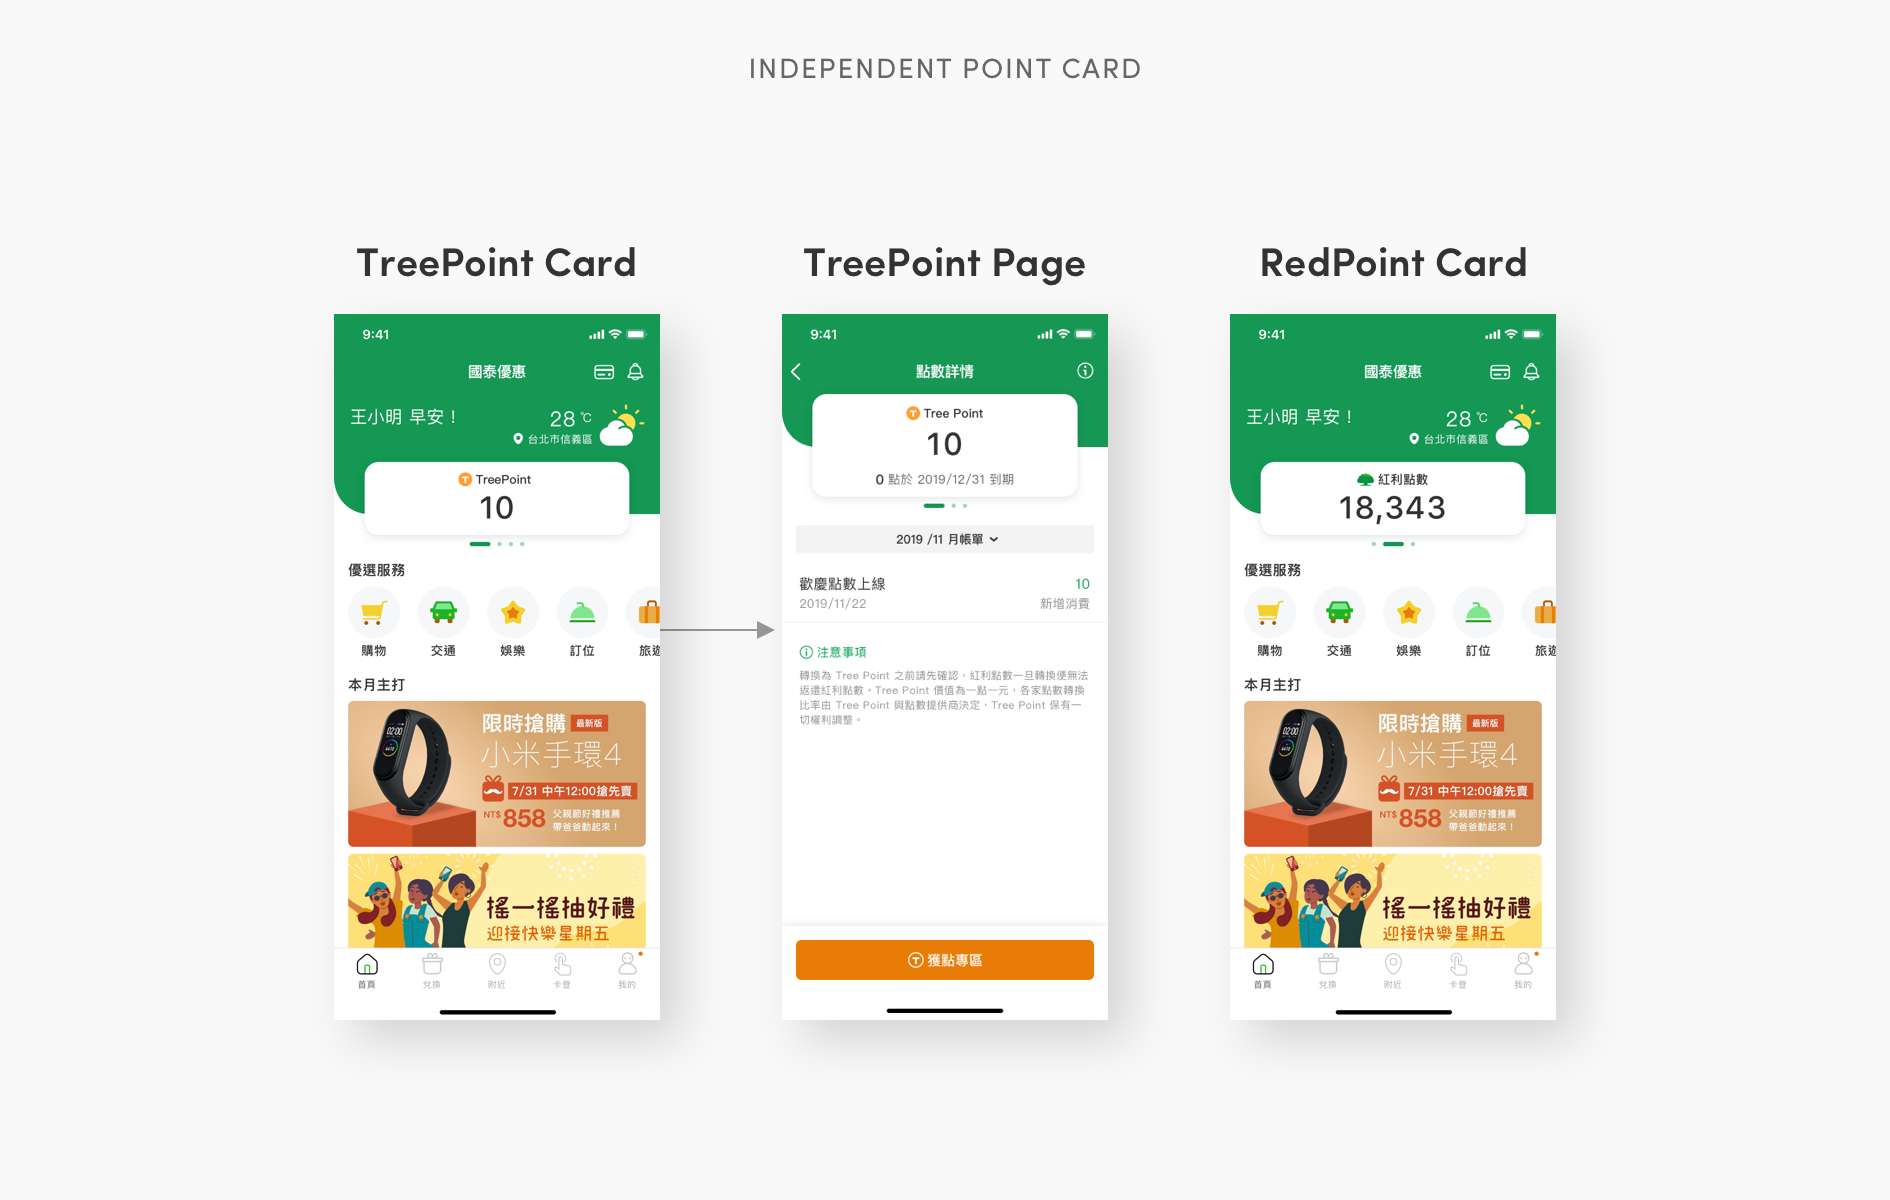 INDEPENDENT POINT CARD
TreePoint Card
9:41
國泰優惠
王小明 早安！
28 ℃
台北市信義區
TreePoint
10
優選服務
購物 交通 娛樂 訂位 旅遊
本月主打
限時搶購 最新版
小米手環4
7/31 中午12:00搶先賣
NT$ 858 父親節好禮推薦
帶爸爸動起來！
搖一搖抽好禮
迎接快樂星期五
首頁 兌換 附近 卡登 我的
TreePoint Page
9:41
點數詳情
Tree Point
10
0 點於 2019/12/31 到期
2019 /11 月帳單
歡慶點數上線 10
2019/11/22 新增消費
注意事項
轉換為 Tree Point 之前請先確認，紅利點數一旦轉換便無法
返還紅利點數。Tree Point 價值為一點一元，各家點數轉換
比率由 Tree Point 與點數提供商決定，Tree Point 保有一
切權利調整。
獲點專區
RedPoint Card
9:41
國泰優惠
王小明 早安！
28 ℃
台北市信義區
紅利點數
18,343
優選服務
購物 交通 娛樂 訂位 旅遊
本月主打
限時搶購 最新版
小米手環4
7/31 中午12:00搶先賣
NT$ 858 父親節好禮推薦
帶爸爸動起來！
搖一搖抽好禮
迎接快樂星期五
首頁 兌換 附近 卡登 我的